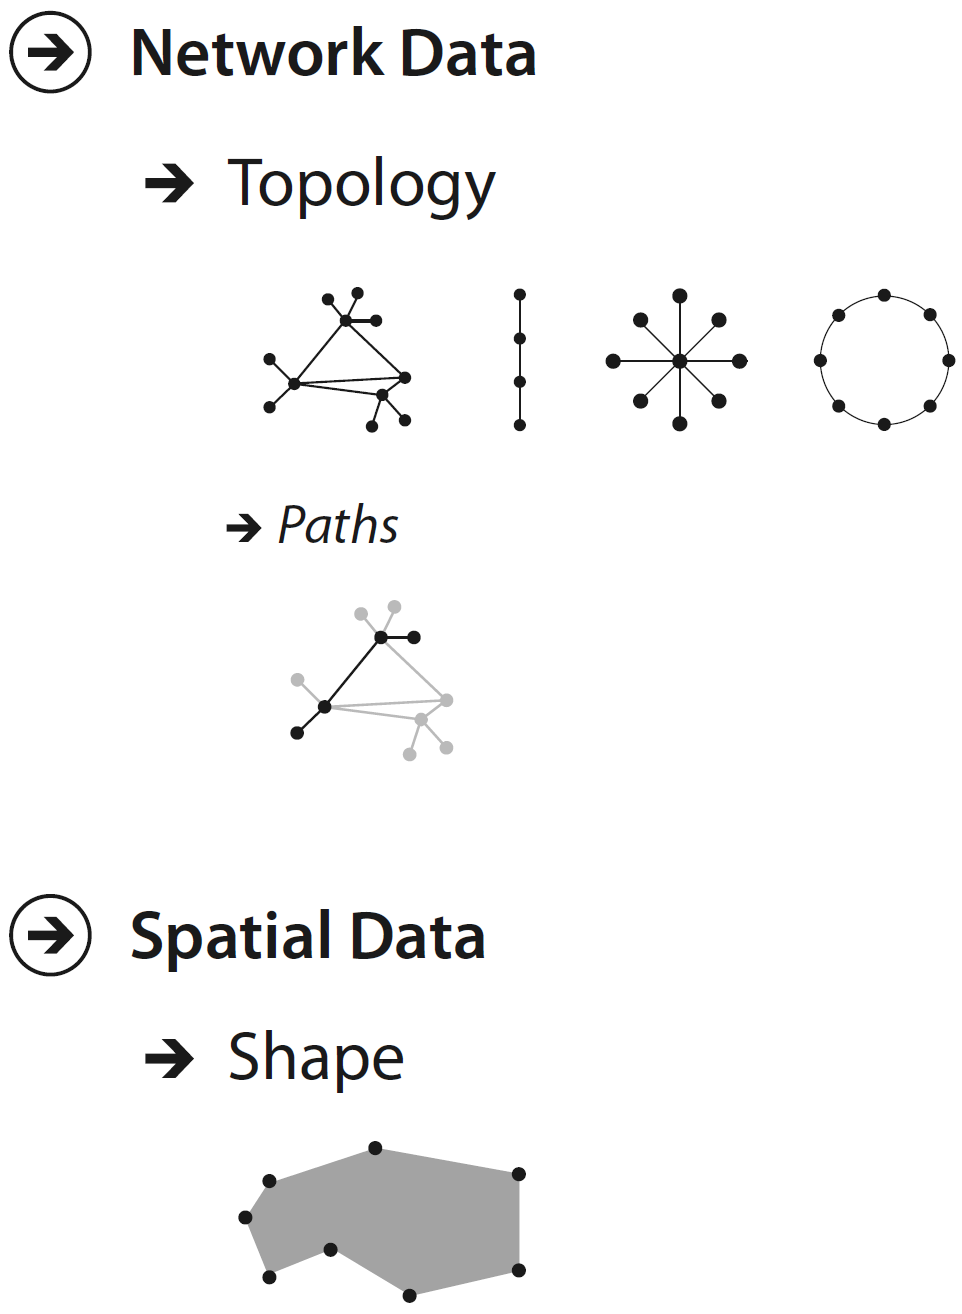 Network Data
Topology
Paths
Spatial Data
Shape